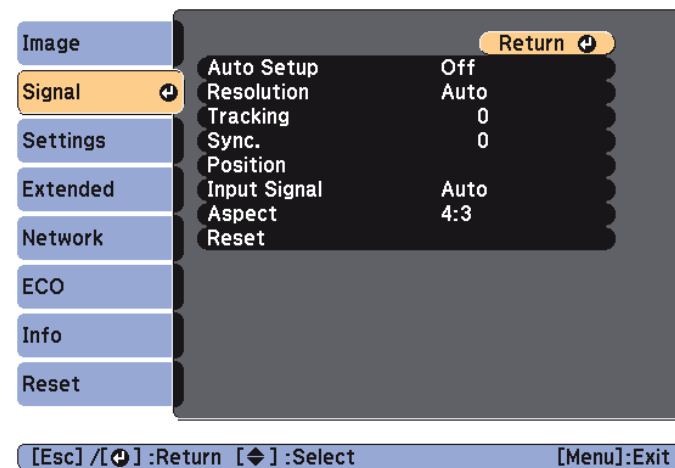 Image
Signal
Settings
Extended
Network
ECO
Info
Reset
Return
Auto Setup Off
Resolution Auto
Tracking 0
Sync. 0
Position
Input Signal Auto
Aspect 4:3
Reset
[Esc] /[⏎] :Return [◆] :Select [Menu]:Exit